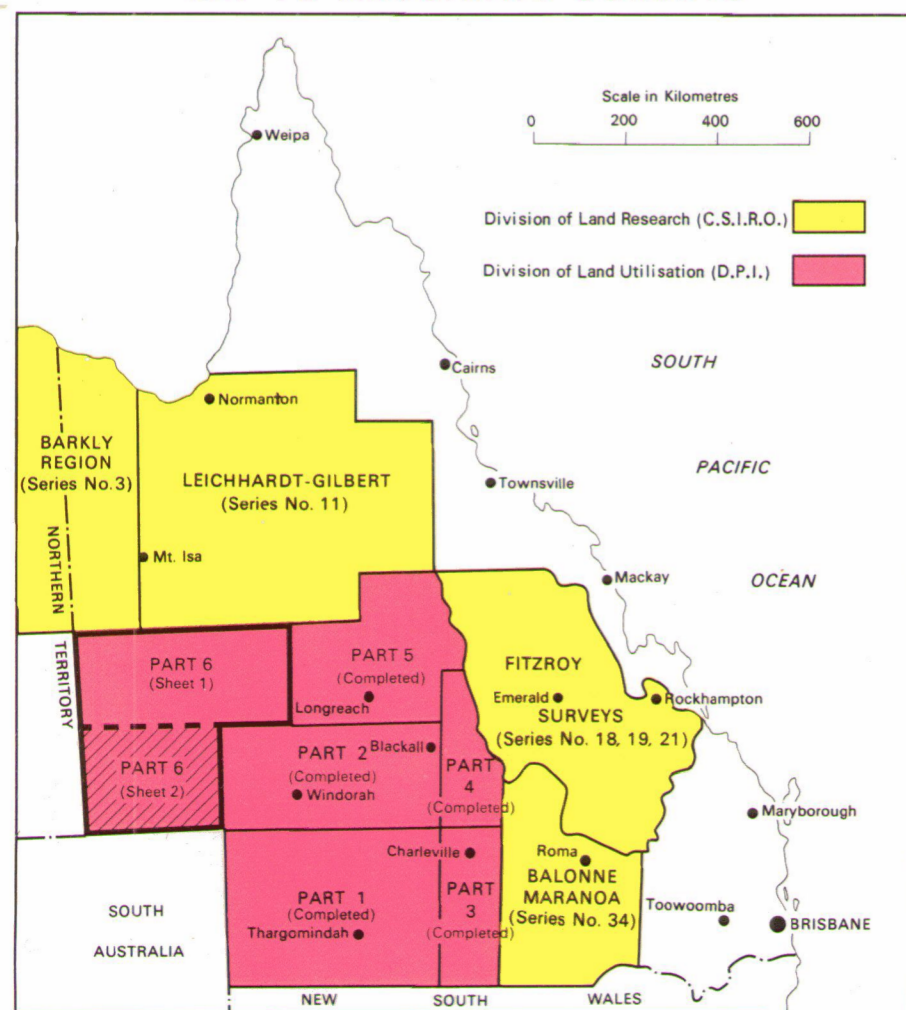 Scale in Kilometres
0 200 400 600
Division of Land Research (C.S.I.R.O.)
Division of Land Utilisation (D.P.I.)
Weipa
Cairns
SOUTH
Normanton
BARKLY
REGION
(Series No. 3)
LEICHHARDT-GILBERT
(Series No. 11)
PACIFIC
Townsville
NORTHERN
Mt. Isa
Mackay
OCEAN
TERRITORY
PART 6
(Sheet 1)
PART 5
(Completed)
Longreach
FITZROY
Emerald
Rockhampton
SURVEYS
(Series No. 18, 19, 21)
PART 6
(Sheet 2)
PART 2
(Completed)
Blackall
Windorah
PART
4
(Completed)
Maryborough
Charleville
Roma
BALONNE
MARANOA
(Series No. 34)
PART 1
(Completed)
Thargomindah
PART
3
(Completed)
Toowoomba
BRISBANE
SOUTH
AUSTRALIA
NEW SOUTH WALES